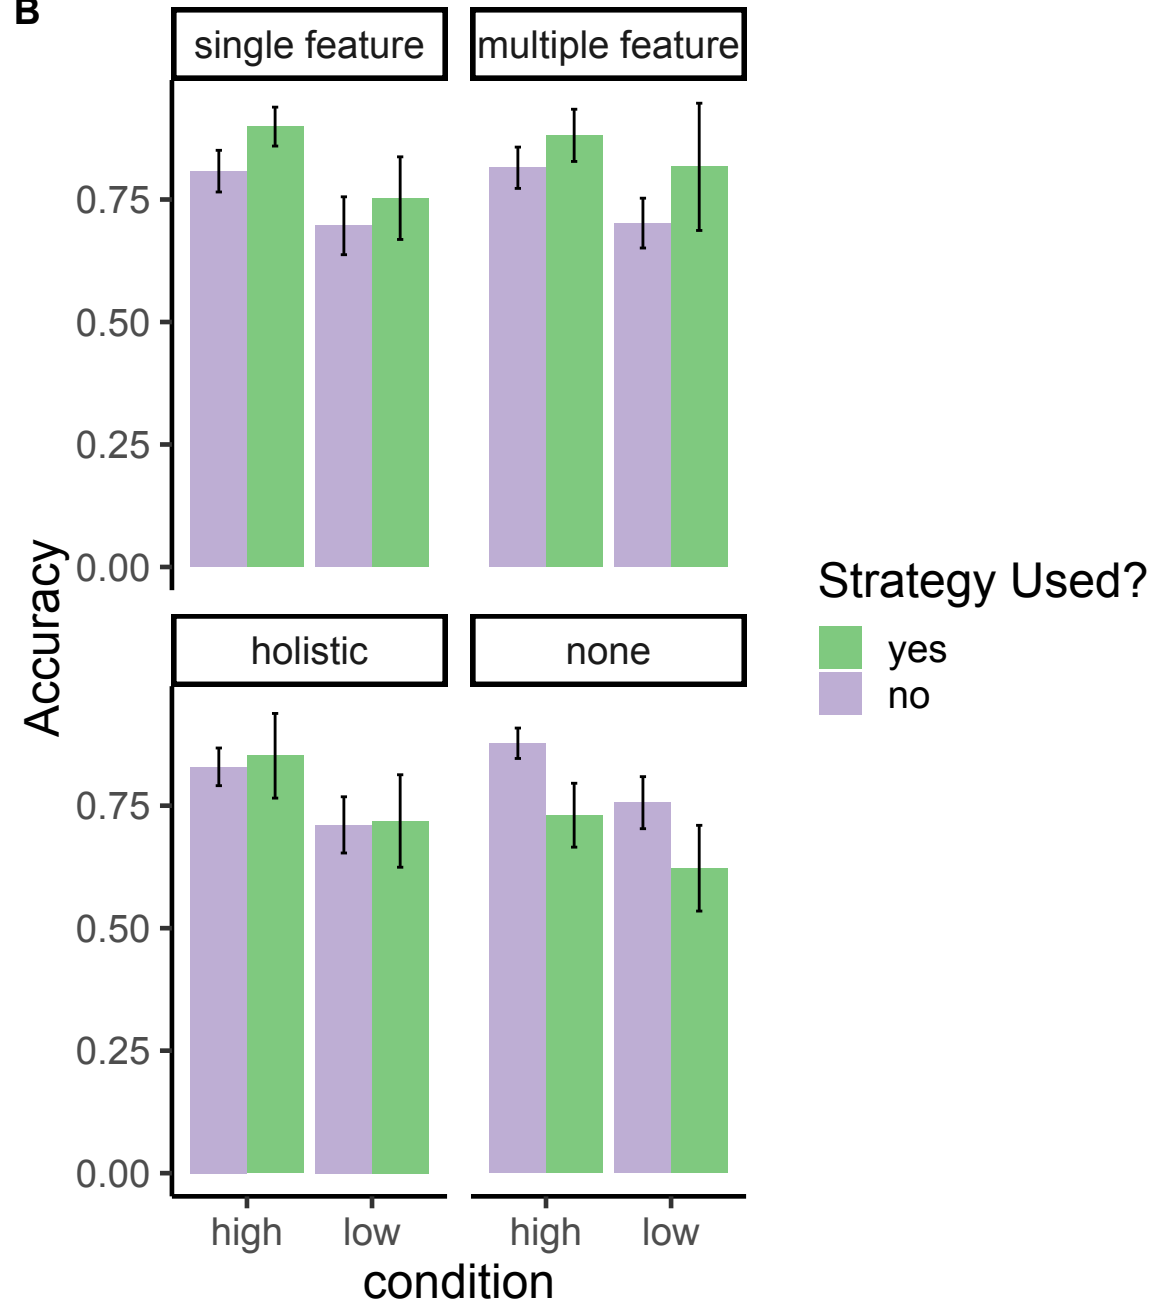 B
single feature
multiple feature
0.75
0.50
0.25
0.00
Accuracy
holistic
none
0.75
0.50
0.25
0.00
high
low
high
low
condition
Strategy Used?
yes
no